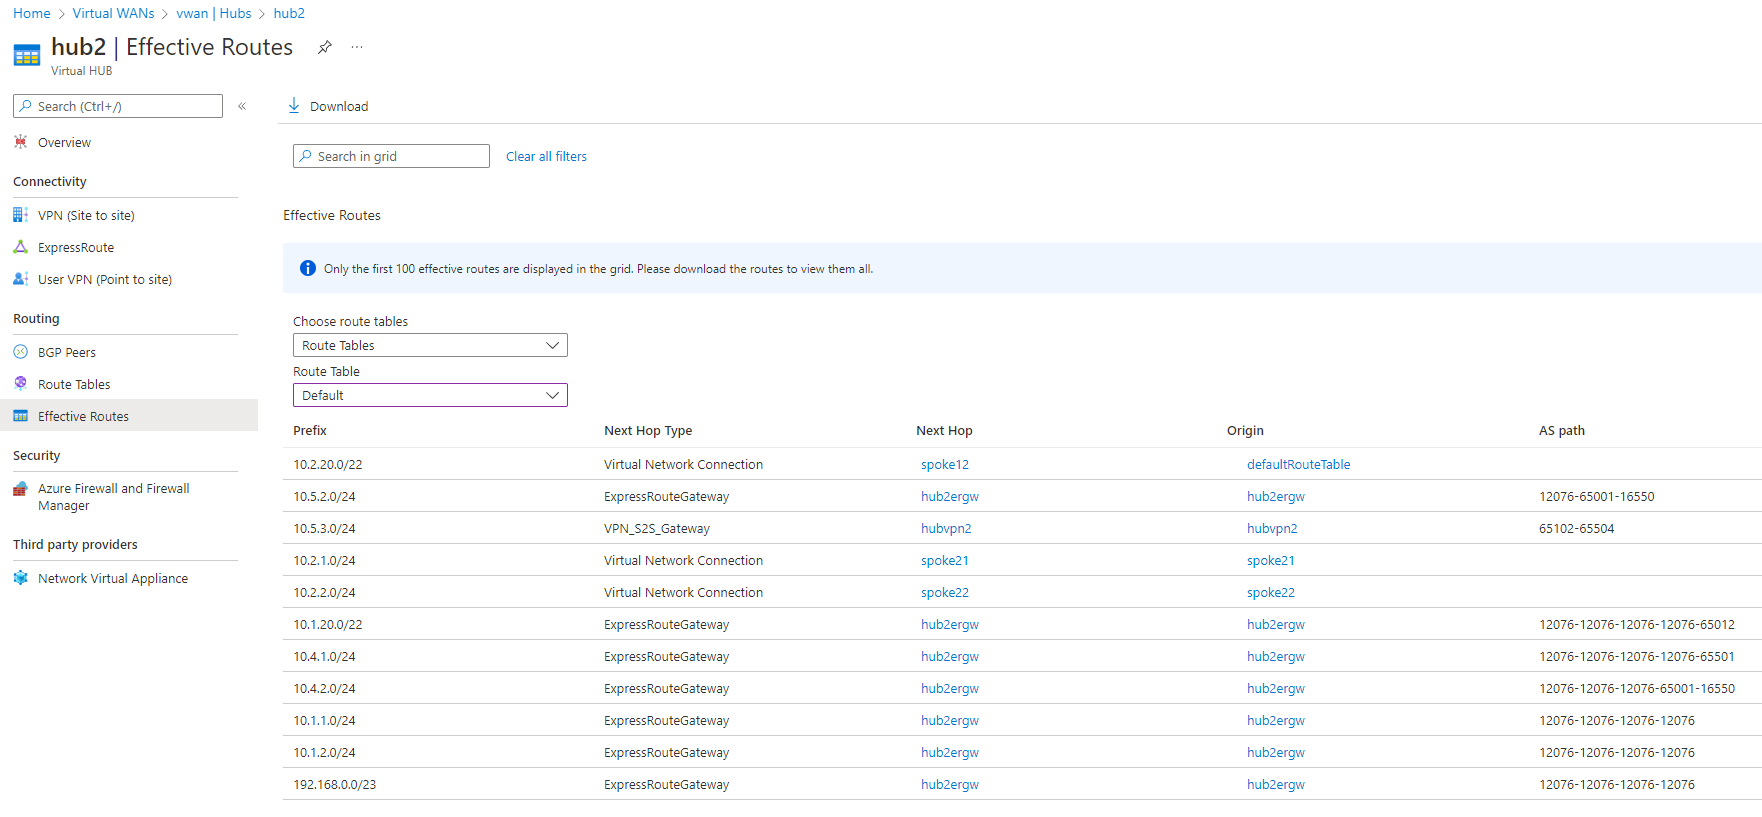 Home > Virtual WANs > vwan | Hubs > hub2
hub2 | Effective Routes
Virtual HUB
Search (Ctrl+/)
«
Overview
Connectivity
VPN (Site to site)
ExpressRoute
User VPN (Point to site)
Routing
BGP Peers
Route Tables
Effective Routes
Security
Azure Firewall and Firewall
Manager
Third party providers
Network Virtual Appliance
Download
Search in grid Clear all filters
Effective Routes
Only the first 100 effective routes are displayed in the grid. Please download the routes to view them all.
Choose route tables
Route Tables
Route Table
Default
Prefix Next Hop Type Next Hop Origin AS path
10.2.20.0/22 Virtual Network Connection spoke12 defaultRouteTable
10.5.2.0/24 ExpressRouteGateway hub2ergw hub2ergw 12076-65001-16550
10.5.3.0/24 VPN_S2S_Gateway hubvpn2 hubvpn2 65102-65504
10.2.1.0/24 Virtual Network Connection spoke21 spoke21
10.2.2.0/24 Virtual Network Connection spoke22 spoke22
10.1.20.0/22 ExpressRouteGateway hub2ergw hub2ergw 12076-12076-12076-12076-65012
10.4.1.0/24 ExpressRouteGateway hub2ergw hub2ergw 12076-12076-12076-12076-65501
10.4.2.0/24 ExpressRouteGateway hub2ergw hub2ergw 12076-12076-12076-65001-16550
10.1.1.0/24 ExpressRouteGateway hub2ergw hub2ergw 12076-12076-12076-12076
10.1.2.0/24 ExpressRouteGateway hub2ergw hub2ergw 12076-12076-12076-12076
192.168.0.0/23 ExpressRouteGateway hub2ergw hub2ergw 12076-12076-12076-12076